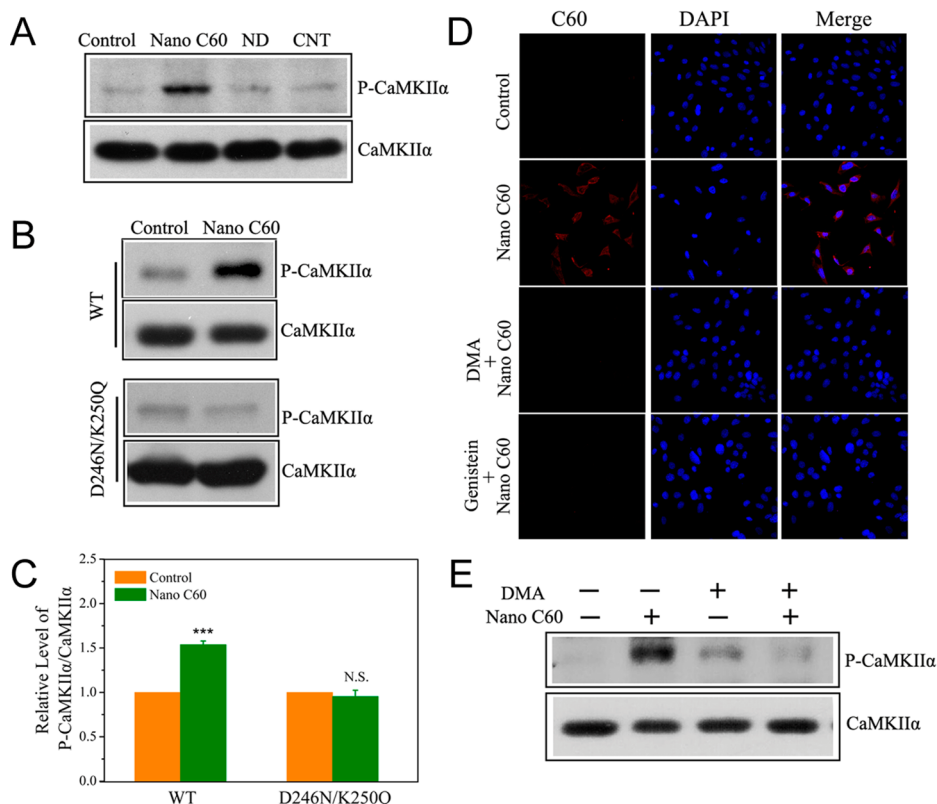 A
Control Nano C60 ND CNT
P-CaMKIIα
CaMKIIα
B
Control Nano C60
WT
P-CaMKIIα
CaMKIIα
D246N/K250Q
P-CaMKIIα
CaMKIIα
C
Relative Level of
P-CaMKIIα/CaMKIIα
2.5
2.0
1.5
1.0
0.5
0.0
Control
Nano C60
***
N.S.
WT D246N/K250Q
D
C60 DAPI Merge
Control
Nano C60
DMA
+
Nano C60
Genistein
+
Nano C60
E
DMA — — + +
Nano C60 — + — +
P-CaMKIIα
CaMKIIα